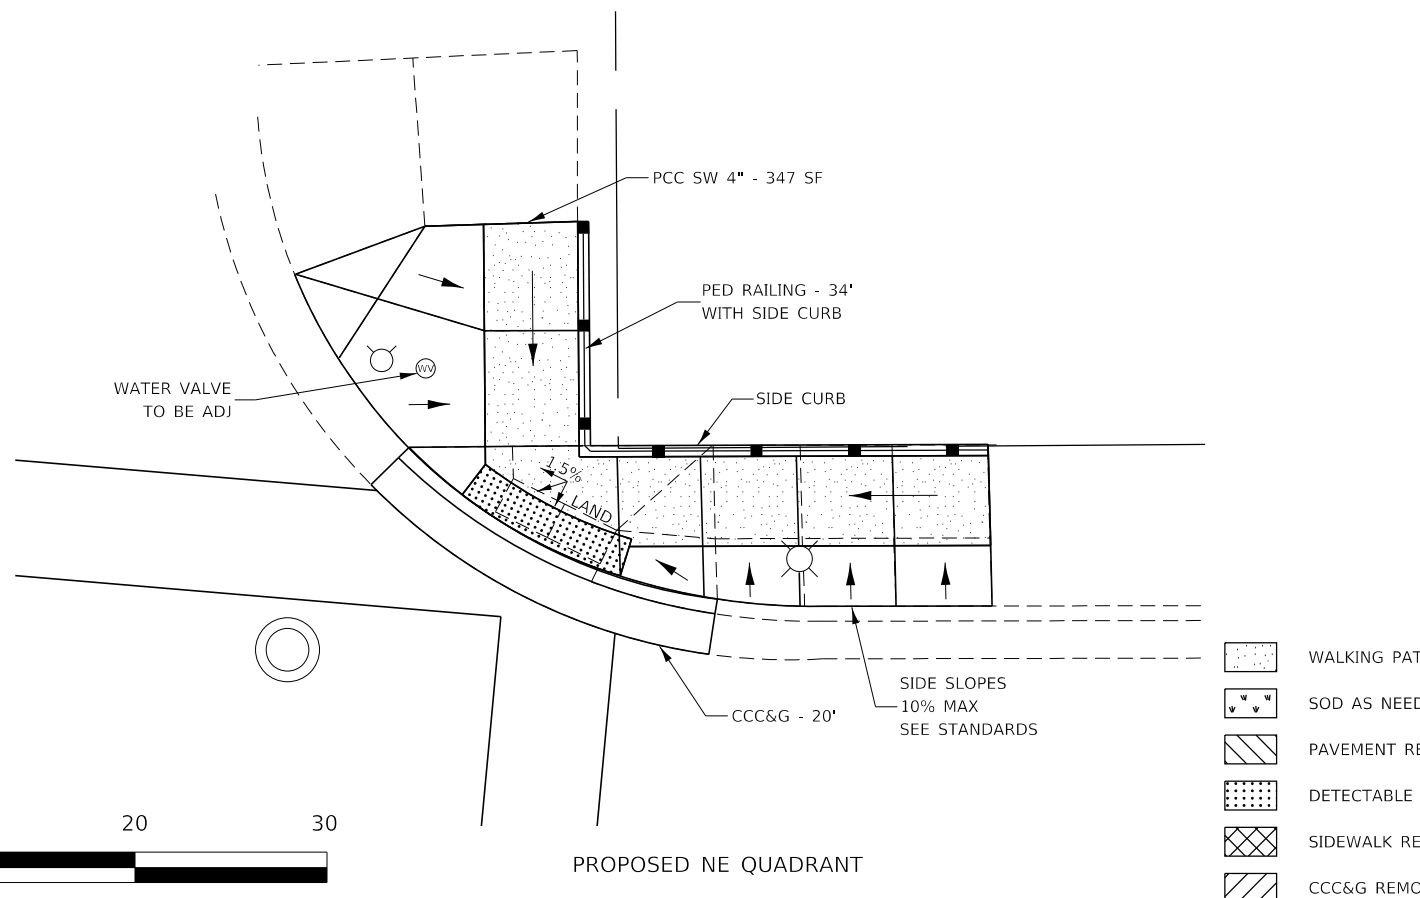 PCC SW 4" - 347 SF
PED RAILING - 34'
WITH SIDE CURB
WATER VALVE
TO BE ADJ
WV
SIDE CURB
1.5%
LAND
SIDE SLOPES
10% MAX
SEE STANDARDS
CCC&G - 20'
WALKING PAT
SOD AS NEED
PAVEMENT RE
DETECTABLE
SIDEWALK RE
CCC&G REMO
20 30
PROPOSED NE QUADRANT